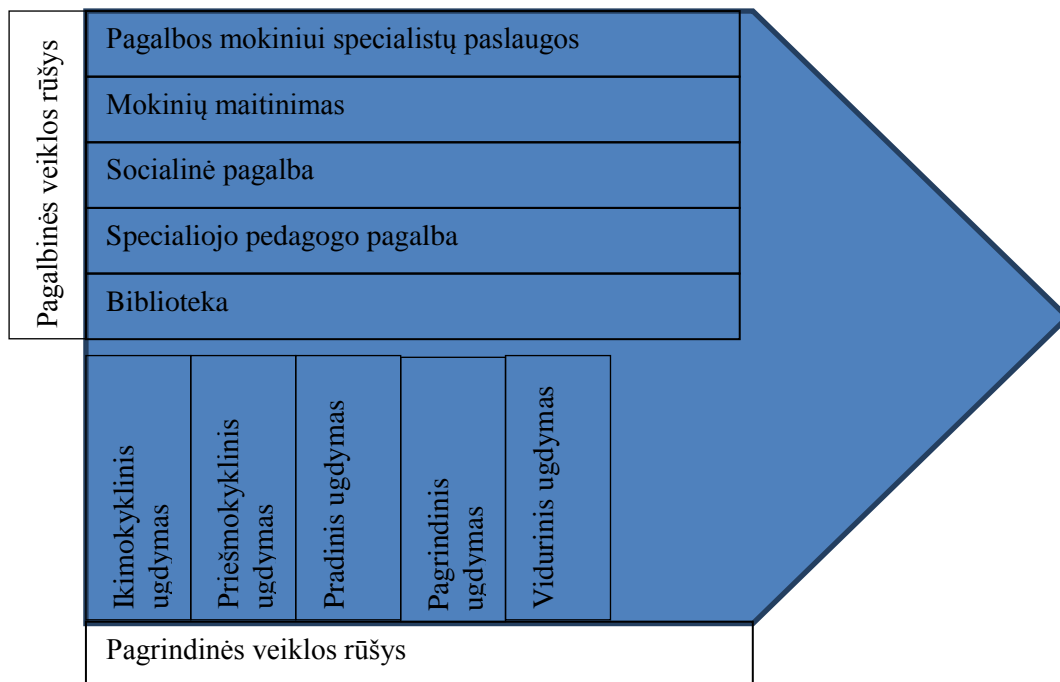 Pagalbinės veiklos rūšys
Pagalbos mokiniui specialistų paslaugos
Mokinių maitinimas
Socialinė pagalba
Specialiojo pedagogo pagalba
Biblioteka
Ikimokyklinis
ugdymas
Priešmokyklinis
ugdymas
Pradinis ugdymas
Pagrindinis
ugdymas
Vidurinis ugdymas
Pagrindinės veiklos rūšys